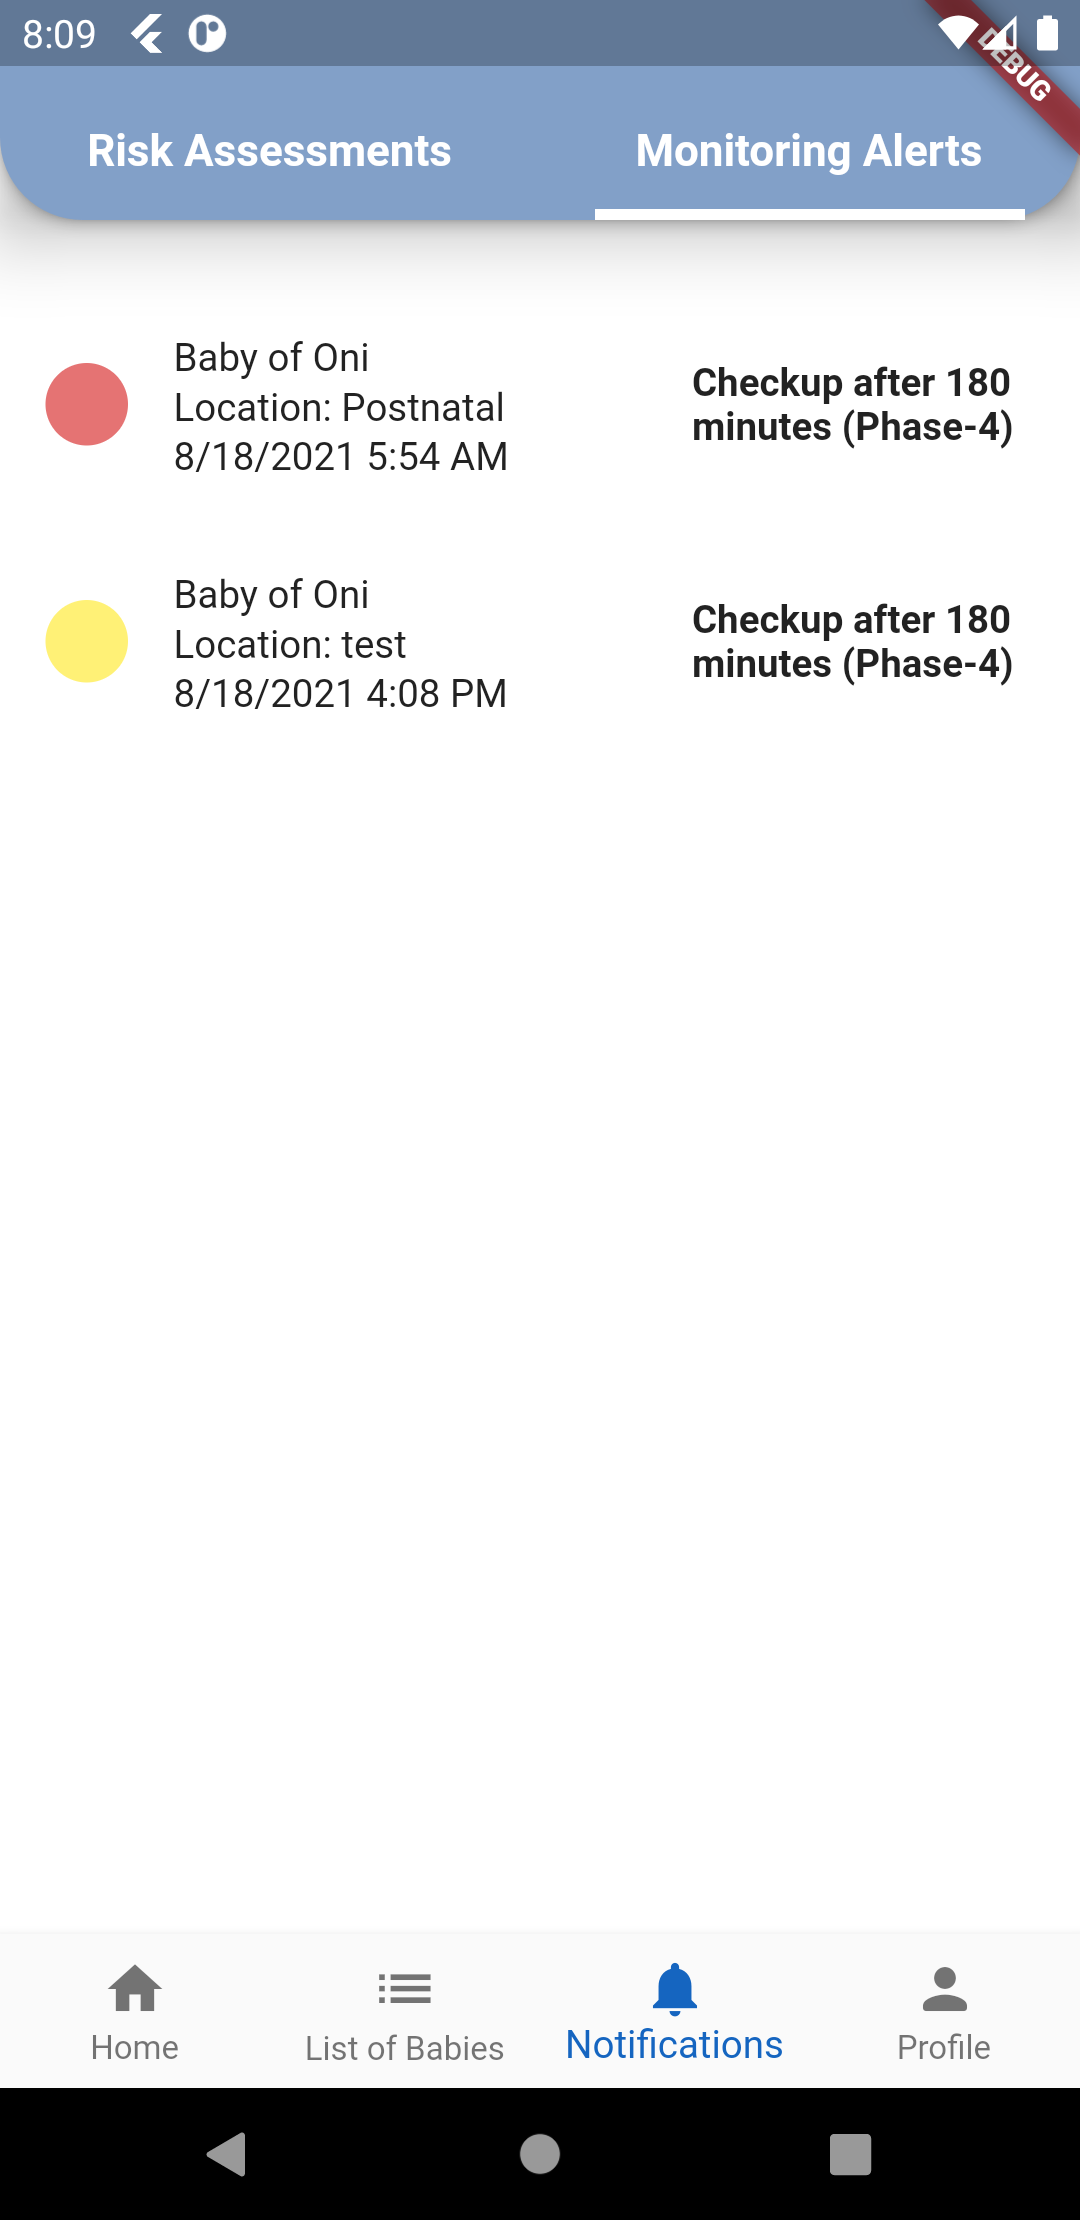 8:09
DEBUG
Risk Assessments
Monitoring Alerts
Baby of Oni
Location: Postnatal
8/18/2021 5:54 AM
Checkup after 180
minutes (Phase-4)
Baby of Oni
Location: test
8/18/2021 4:08 PM
Checkup after 180
minutes (Phase-4)
Home
List of Babies
Notifications
Profile